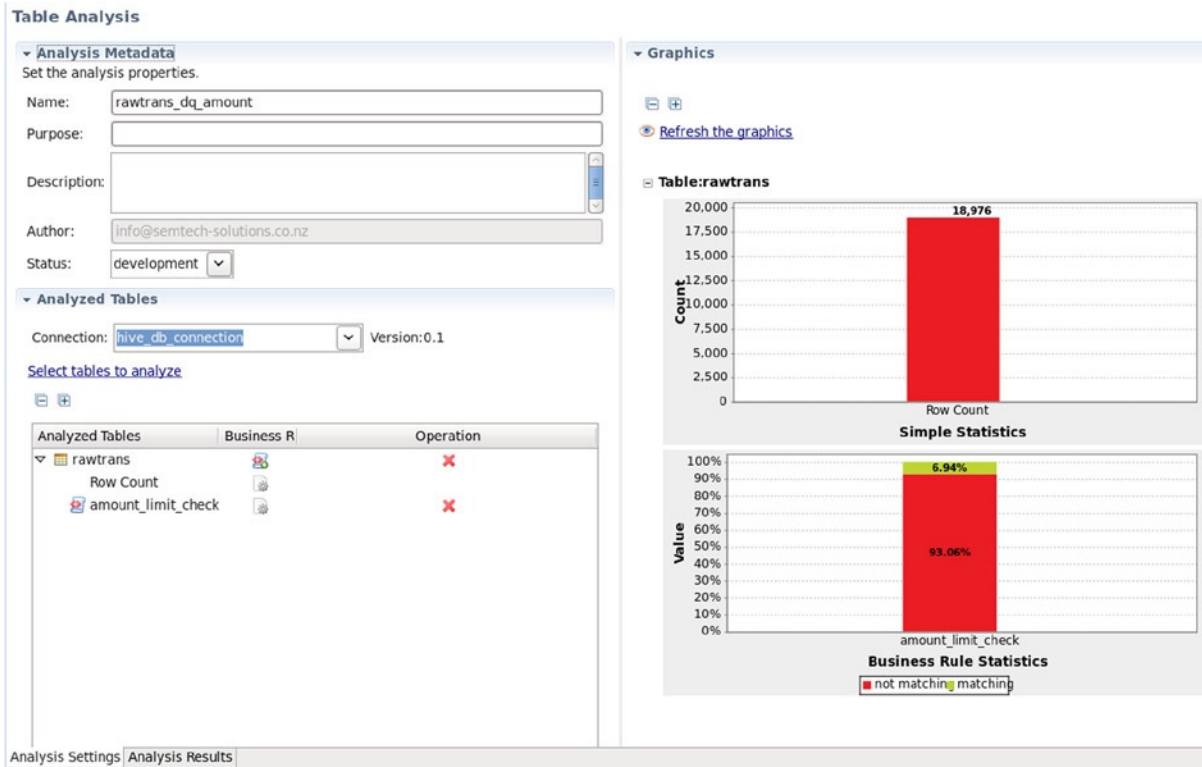 Table Analysis
Analysis Metadata
Set the analysis properties.
Name: rawtrans_dq_amount
Purpose:
Description:
Author: info@semtech-solutions.co.nz
Status: development
Analyzed Tables
Connection: hive_db_connection Version:0.1
Select tables to analyze
Analyzed Tables Business R Operation
rawtrans
Row Count
amount_limit_check
Analysis Settings Analysis Results
Graphics
Refresh the graphics
Table:rawtrans
18,976
20,000
17,500
15,000
12,500
10,000
7,500
5,000
2,500
0
Count
Row Count
Simple Statistics
6.94%
93.06%
100%
90%
80%
70%
60%
50%
40%
30%
20%
10%
0%
Value
amount_limit_check
Business Rule Statistics
not matching matching